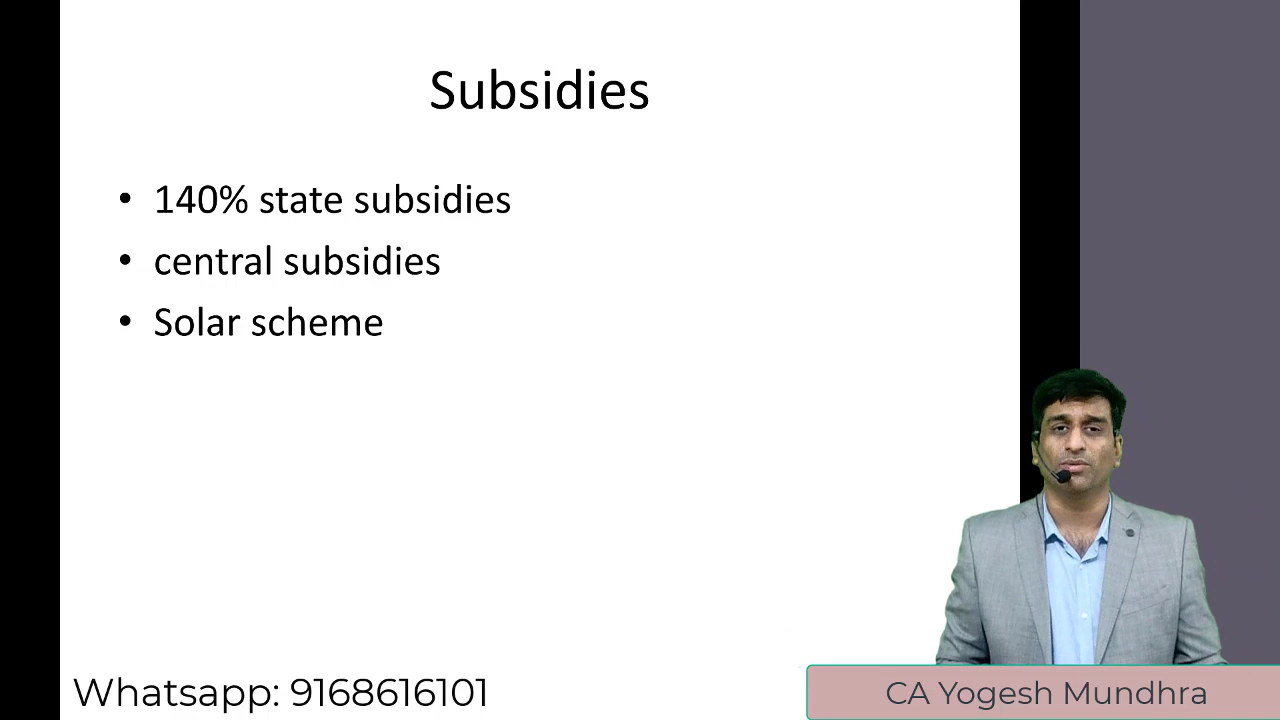 Subsidies
• 140% state subsidies
• central subsidies
• Solar scheme
Whatsapp: 9168616101
CA Yogesh Mundhra